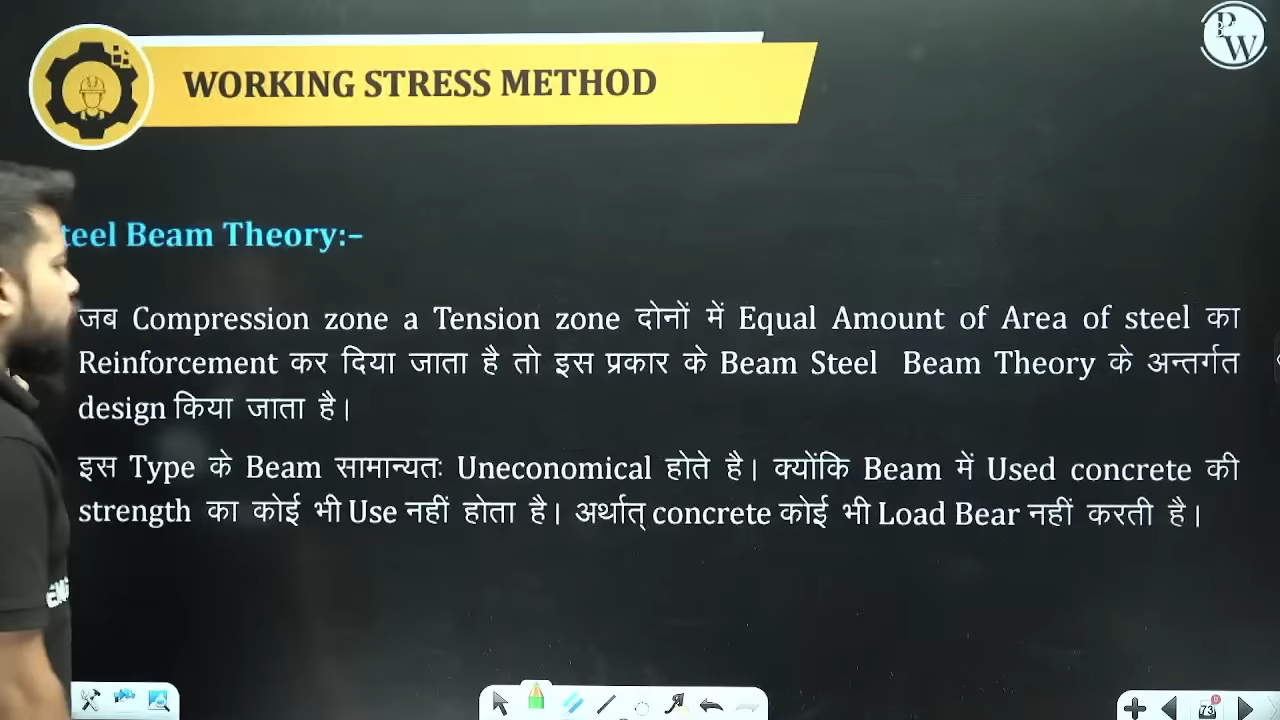 WORKING STRESS METHOD
PW
teel Beam Theory:–
जब Compression zone a Tension zone दोनों में Equal Amount of Area of steel का
Reinforcement कर दिया जाता है तो इस प्रकार के Beam Steel Beam Theory के अन्तर्गत
design किया जाता है।
इस Type के Beam सामान्यतः Uneconomical होते है। क्योंकि Beam में Used concrete की
strength का कोई भी Use नहीं होता है। अर्थात् concrete कोई भी Load Bear नहीं करती है।
73